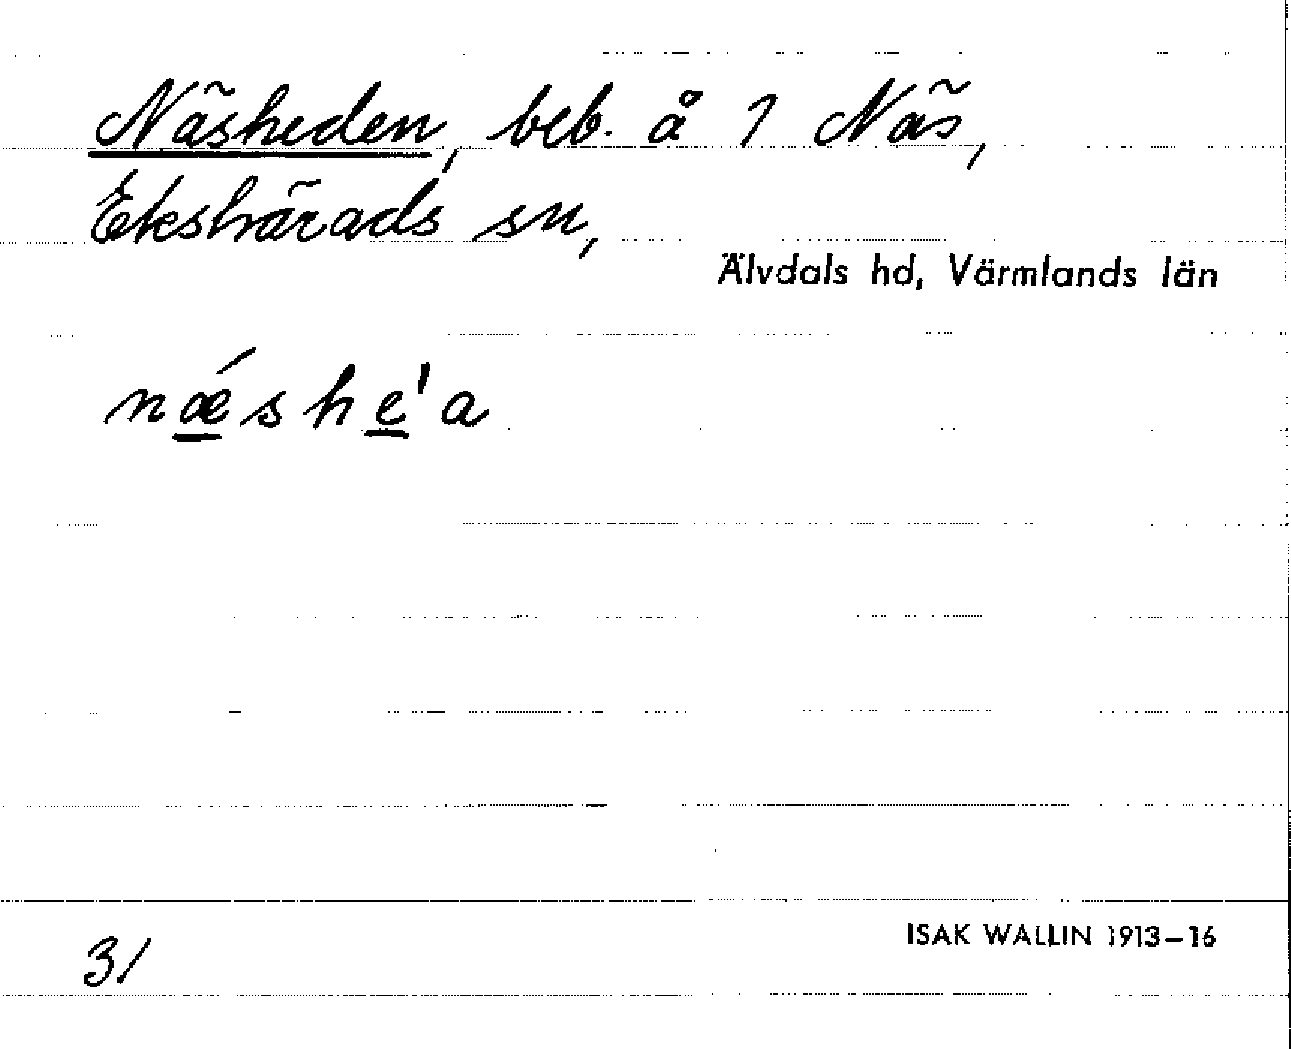 Näsheden, beb. å 1 Näs,
Ekshärads sn,
Älvdals hd, Värmlands län
nǽshe'a
ISAK WALLIN 1913–16
31